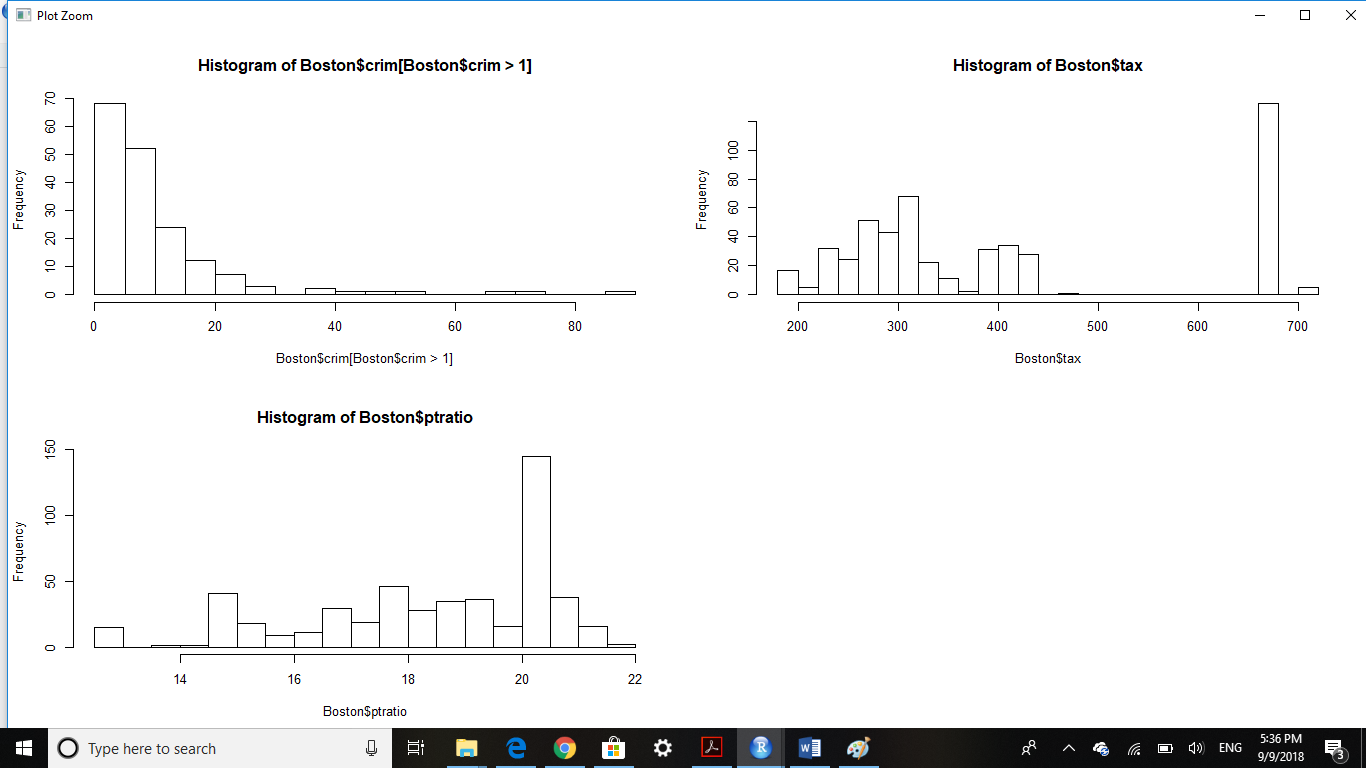 Plot Zoom
Histogram of Boston$crim[Boston$crim > 1]
Frequency
0 10 20 30 40 50 60 70
0 20 40 60 80
Boston$crim[Boston$crim > 1]
Histogram of Boston$tax
Frequency
0 20 40 60 80 100
200 300 400 500 600 700
Boston$tax
Histogram of Boston$ptratio
Frequency
0 50 100 150
14 16 18 20 22
Boston$ptratio
Type here to search
ENG
5:36 PM
9/9/2018
3